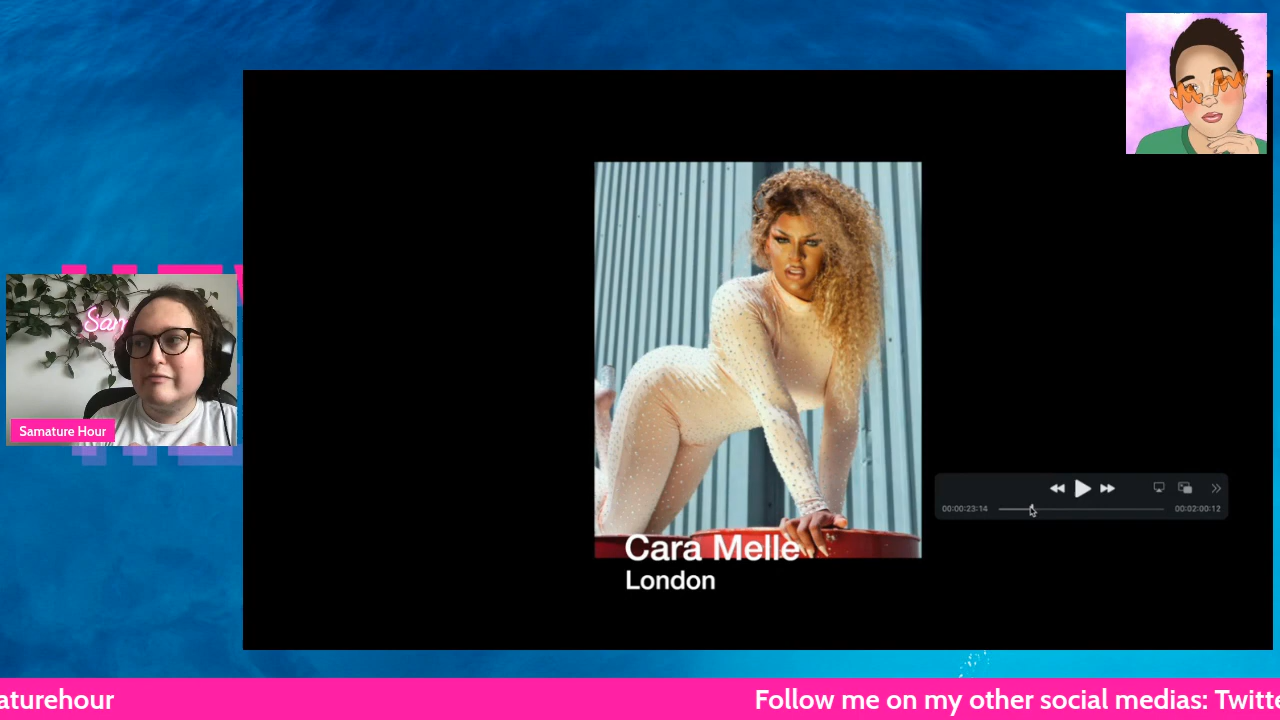 Sam
Samature Hour
Cara Melle
London
00:00:23:14
00:02:00:12
aturehour
Follow me on my other social medias: Twitte